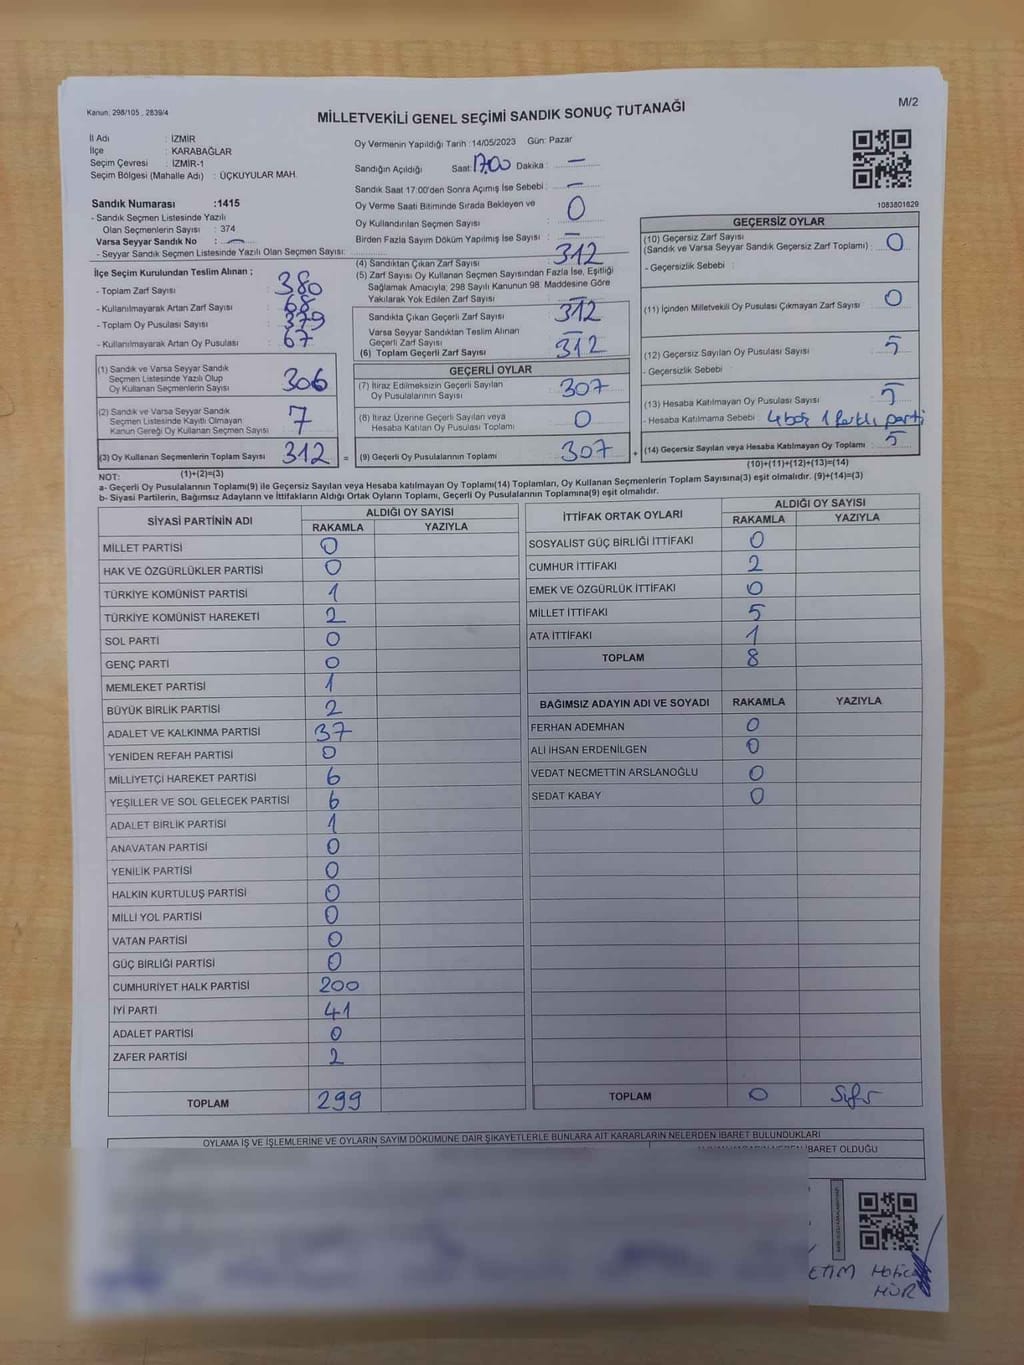 Kanun: 298/105 , 2839/4
M/2
MİLLETVEKİLİ GENEL SEÇİMİ SANDIK SONUÇ TUTANAĞI
İl Adı : İZMİR
İlçe : KARABAĞLAR
Seçim Çevresi : İZMİR-1
Seçim Bölgesi (Mahalle Adı) : ÜÇKUYULAR MAH.
Oy Vermenin Yapıldığı Tarih :14/05/2023 Gün: Pazar
Sandığın Açıldığı Saat: 17.00 Dakika : —
Sandık Saat 17:00'den Sonra Açımış İse Sebebi : —
Oy Verme Saati Bitiminde Sırada Bekleyen ve
Oy Kullandırılan Seçmen Sayısı : 0
Birden Fazla Sayım Döküm Yapılmış İse Sayısı : —
1083801629
Sandık Numarası :1415
- Sandık Seçmen Listesinde Yazılı
Olan Seçmenlerin Sayısı : 374
Varsa Seyyar Sandık No : —
- Seyyar Sandık Seçmen Listesinde Yazılı Olan Seçmen Sayısı:
İlçe Seçim Kurulundan Teslim Alınan ;
- Toplam Zarf Sayısı : 380
- Kullanılmayarak Artan Zarf Sayısı : 68
- Toplam Oy Pusulası Sayısı : 379
- Kullanılmayarak Artan Oy Pusulası : 67
(1) Sandık ve Varsa Seyyar Sandık
Seçmen Listesinde Yazılı Olup
Oy Kullanan Seçmenlerin Sayısı : 306
(2) Sandık ve Varsa Seyyar Sandık
Seçmen Listesinde Kayıtlı Olmayan
Kanun Gereği Oy Kullanan Seçmen Sayısı : 7
(3) Oy Kullanan Seçmenlerin Toplam Sayısı : 312
(1)+(2)=(3)
(4) Sandıktan Çıkan Zarf Sayısı : 312
(5) Zarf Sayısı Oy Kullanan Seçmen Sayısından Fazla İse, Eşitliği
Sağlamak Amacıyla, 298 Sayılı Kanunun 98. Maddesine Göre
Yakılarak Yok Edilen Zarf Sayısı : —
Sandıkta Çıkan Geçerli Zarf Sayısı : 312
Varsa Seyyar Sandıktan Teslim Alınan
Geçerli Zarf Sayısı : —
(6) Toplam Geçerli Zarf Sayısı : 312
GEÇERLİ OYLAR
(7) İtiraz Edilmeksizin Geçerli Sayılan
Oy Pusulalarının Sayısı : 307
(8) İtiraz Üzerine Geçerli Sayılan veya
Hesaba Katılan Oy Pusulası Toplamı : 0
= (9) Geçerli Oy Pusulalarının Toplamı : 307
GEÇERSİZ OYLAR
(10) Geçersiz Zarf Sayısı
(Sandık ve Varsa Seyyar Sandık Geçersiz Zarf Toplamı) : 0
- Geçersizlik Sebebi :
(11) İçinden Milletvekili Oy Pusulası Çıkmayan Zarf Sayısı : 0
(12) Geçersiz Sayılan Oy Pusulası Sayısı : 5
- Geçersizlik Sebebi :
(13) Hesaba Katılmayan Oy Pusulası Sayısı : 5
- Hesaba Katılmama Sebebi : 4 boş 1 farklı parti
+ (14) Geçersiz Sayılan veya Hesaba Katılmayan Oy Toplamı : 5
(10)+(11)+(12)+(13)=(14)
NOT:
a- Geçerli Oy Pusulalarının Toplamı(9) ile Geçersiz Sayılan veya Hesaba katılmayan Oy Toplamı(14) Toplamları, Oy Kullanan Seçmenlerin Toplam Sayısına(3) eşit olmalıdır. (9)+(14)=(3)
b- Siyasi Partilerin, Bağımsız Adayların ve İttifakların Aldığı Ortak Oyların Toplamı, Geçerli Oy Pusulalarının Toplamına(9) eşit olmalıdır.
SİYASİ PARTİNİN ADI ALDIĞI OY SAYISI
RAKAMLA YAZIYLA
MİLLET PARTİSİ 0
HAK VE ÖZGÜRLÜKLER PARTİSİ 0
TÜRKİYE KOMÜNİST PARTİSİ 1
TÜRKİYE KOMÜNİST HAREKETİ 2
SOL PARTİ 0
GENÇ PARTİ 0
MEMLEKET PARTİSİ 1
BÜYÜK BİRLİK PARTİSİ 2
ADALET VE KALKINMA PARTİSİ 37
YENİDEN REFAH PARTİSİ 0
MİLLİYETÇİ HAREKET PARTİSİ 6
YEŞİLLER VE SOL GELECEK PARTİSİ 6
ADALET BİRLİK PARTİSİ 1
ANAVATAN PARTİSİ 0
YENİLİK PARTİSİ 0
HALKIN KURTULUŞ PARTİSİ 0
MİLLİ YOL PARTİSİ 0
VATAN PARTİSİ 0
GÜÇ BİRLİĞİ PARTİSİ 0
CUMHURİYET HALK PARTİSİ 200
İYİ PARTİ 41
ADALET PARTİSİ 0
ZAFER PARTİSİ 2
TOPLAM 299
İTTİFAK ORTAK OYLARI ALDIĞI OY SAYISI
RAKAMLA YAZIYLA
SOSYALİST GÜÇ BİRLİĞİ İTTİFAKI 0
CUMHUR İTTİFAKI 2
EMEK VE ÖZGÜRLÜK İTTİFAKI 0
MİLLET İTTİFAKI 5
ATA İTTİFAKI 1
TOPLAM 8
BAĞIMSIZ ADAYIN ADI VE SOYADI RAKAMLA YAZIYLA
FERHAN ADEMHAN 0
ALİ İHSAN ERDENİLGEN 0
VEDAT NECMETTİN ARSLANOĞLU 0
SEDAT KABAY 0
TOPLAM 0 Sıfır
OYLAMA İŞ VE İŞLEMLERİNE VE OYLARIN SAYIM DÖKÜMÜNE DAİR ŞİKAYETLERLE BUNLARA AİT KARARLARIN NELERDEN İBARET BULUNDUKLARI
İBARET OLDUĞU
ETİM Hatice
HÜR